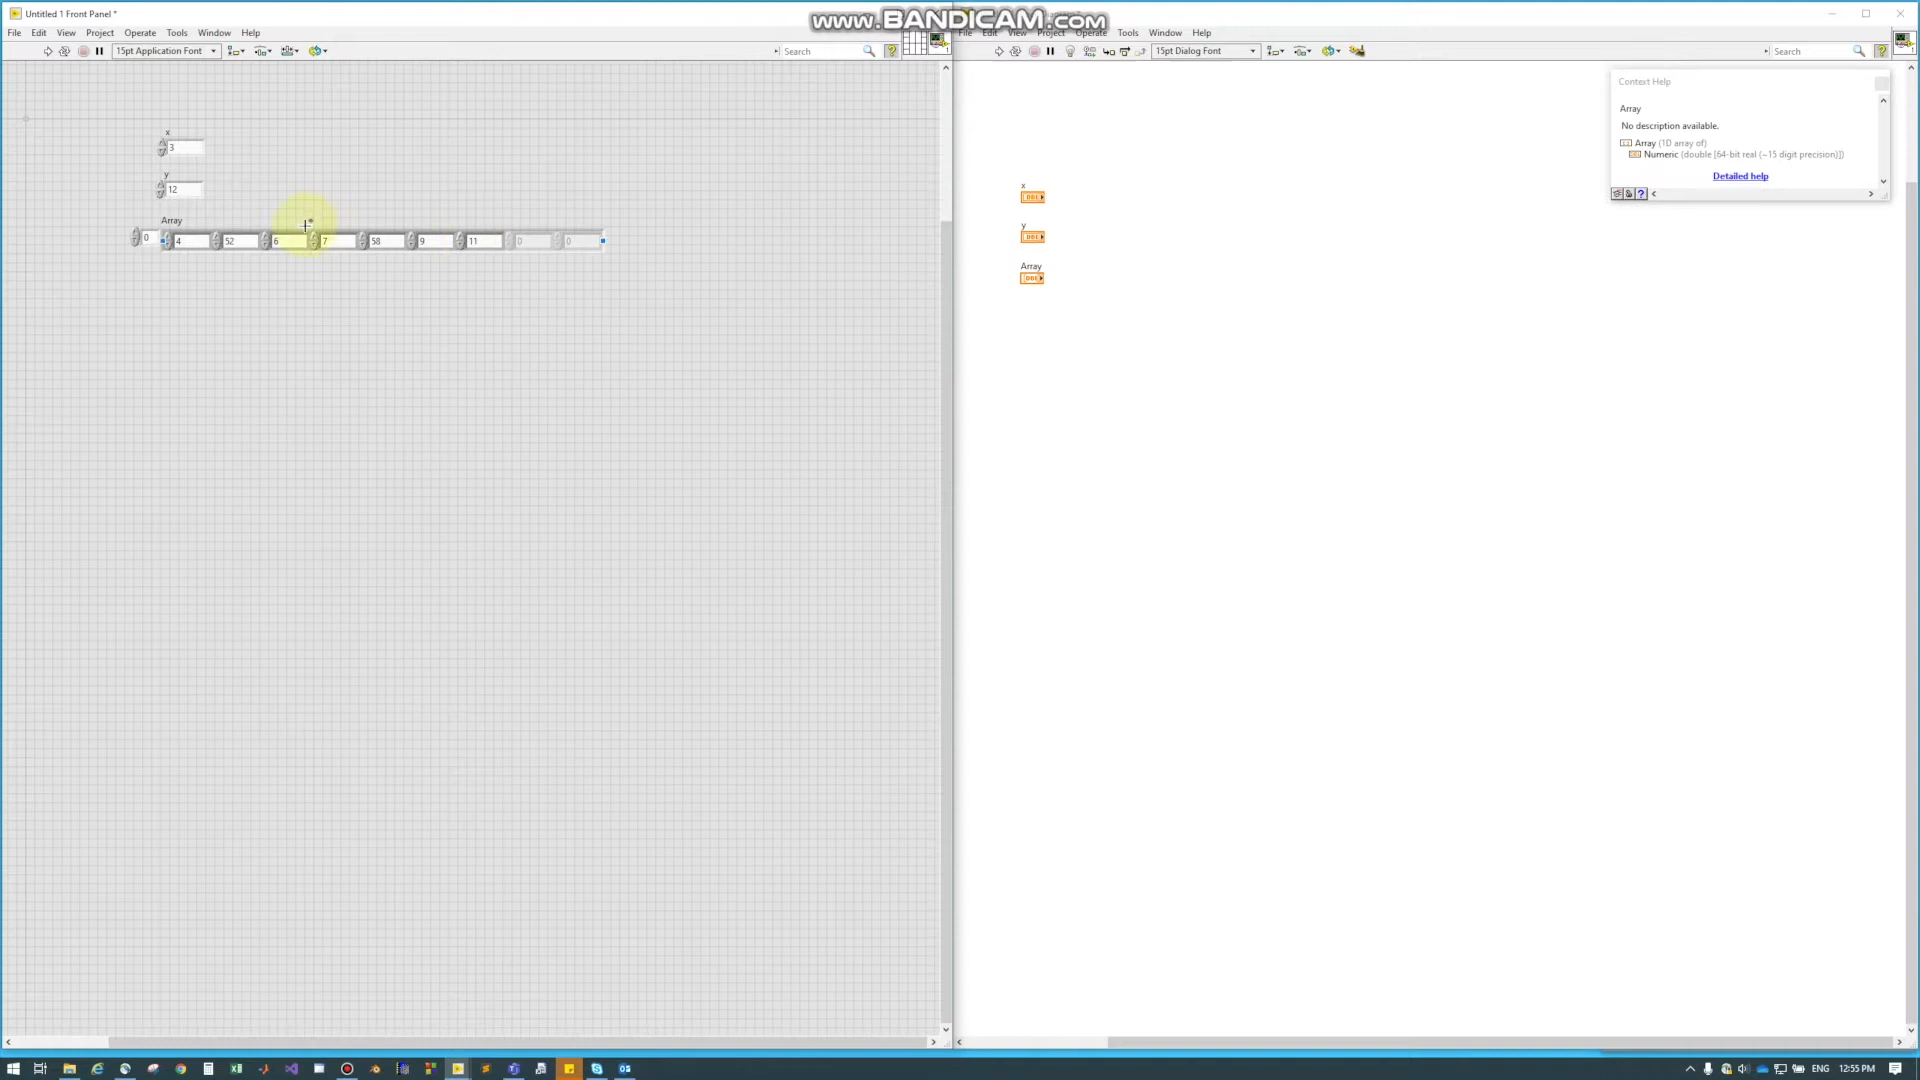 Untitled 1 Front Panel *
www.BANDICAM.com
File Edit View Project Operate Tools Window Help
File Edit View Project Operate Tools Window Help
15pt Application Font
Search
15pt Dialog Font
Search
Context Help
Array
No description available.
Array (1D array of)
Numeric (double [64-bit real (~15 digit precision)])
Detailed help
x
3
y
12
Array
0 4 52 6 7 58 9 11 0 0
x
DBL
y
DBL
Array
DBL
ENG 12:55 PM